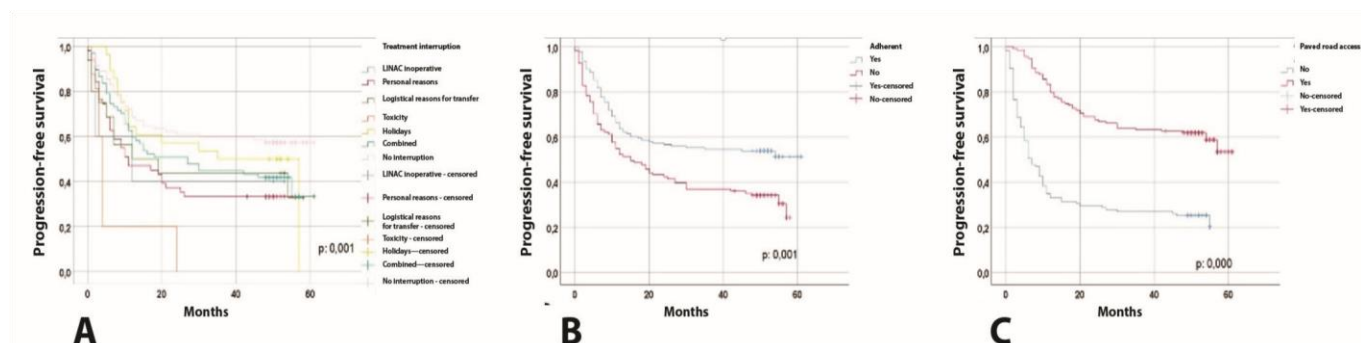 Progression-free survival
1,0
0,8
0,6
0,4
0,2
0,0
0
20
40
60
Months
p: 0,001
A
Treatment interruption
LINAC inoperative
Personal reasons
Logistical reasons for transfer
Toxicity
Holidays
Combined
No interruption
LINAC inoperative - censored
Personal reasons - censored
Logistical reasons
for transfer - censored
Toxicity - censored
Holidays—censored
Combined—censored
No interruption - censored
Progression-free survival
1,0
0,8
0,6
0,4
0,2
0,0
0
20
40
60
Months
p: 0,001
B
Adherent
Yes
No
Yes-censored
No-censored
Progression-free survival
1,0
0,8
0,6
0,4
0,2
0,0
0
20
40
60
Months
p: 0,000
C
Paved road access
No
Yes
No-censored
Yes-censored